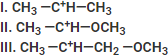 I. CH₃ −C⁺H−CH₃
II. CH₃ −C⁺H−OCH₃
III. CH₃ −C⁺H−CH₂ −OCH₃